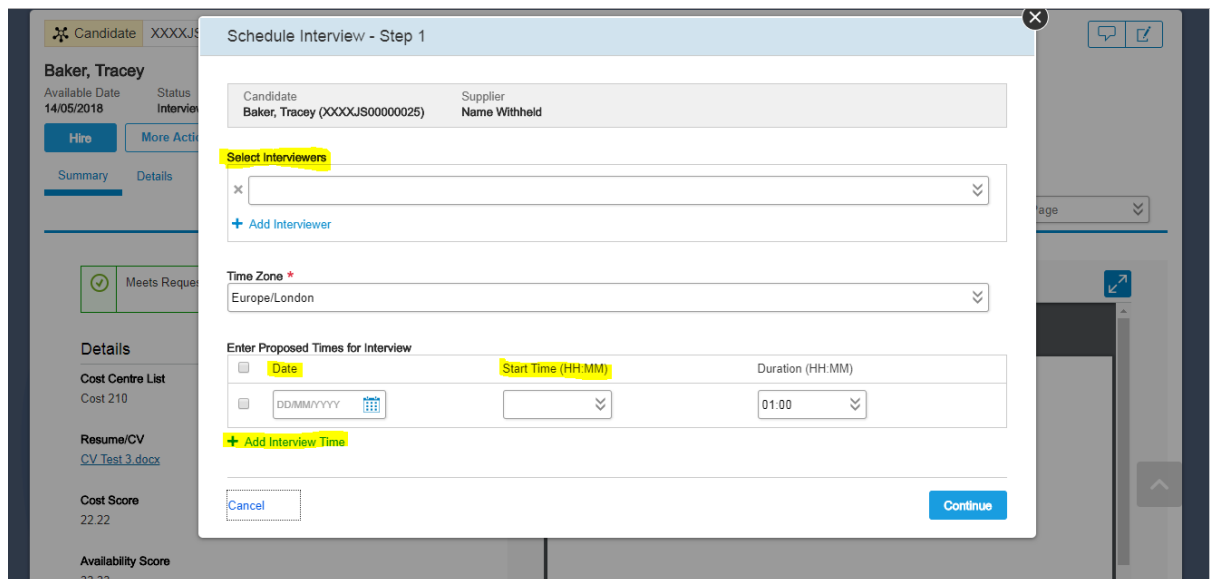 Candidate XXXXJS
Baker, Tracey
Available Date Status
14/05/2018 Interview
Hire More Actio
Summary Details
Page
Meets Reques
Details
Cost Centre List
Cost 210
Resume/CV
CV Test 3.docx
Cost Score
22.22
Availability Score
Schedule Interview - Step 1
Candidate Supplier
Baker, Tracey (XXXXJS00000025) Name Withheld
Select Interviewers
+ Add Interviewer
Time Zone *
Europe/London
Enter Proposed Times for Interview
Date Start Time (HH:MM) Duration (HH:MM)
DD/MM/YYYY 01:00
+ Add Interview Time
Cancel Continue